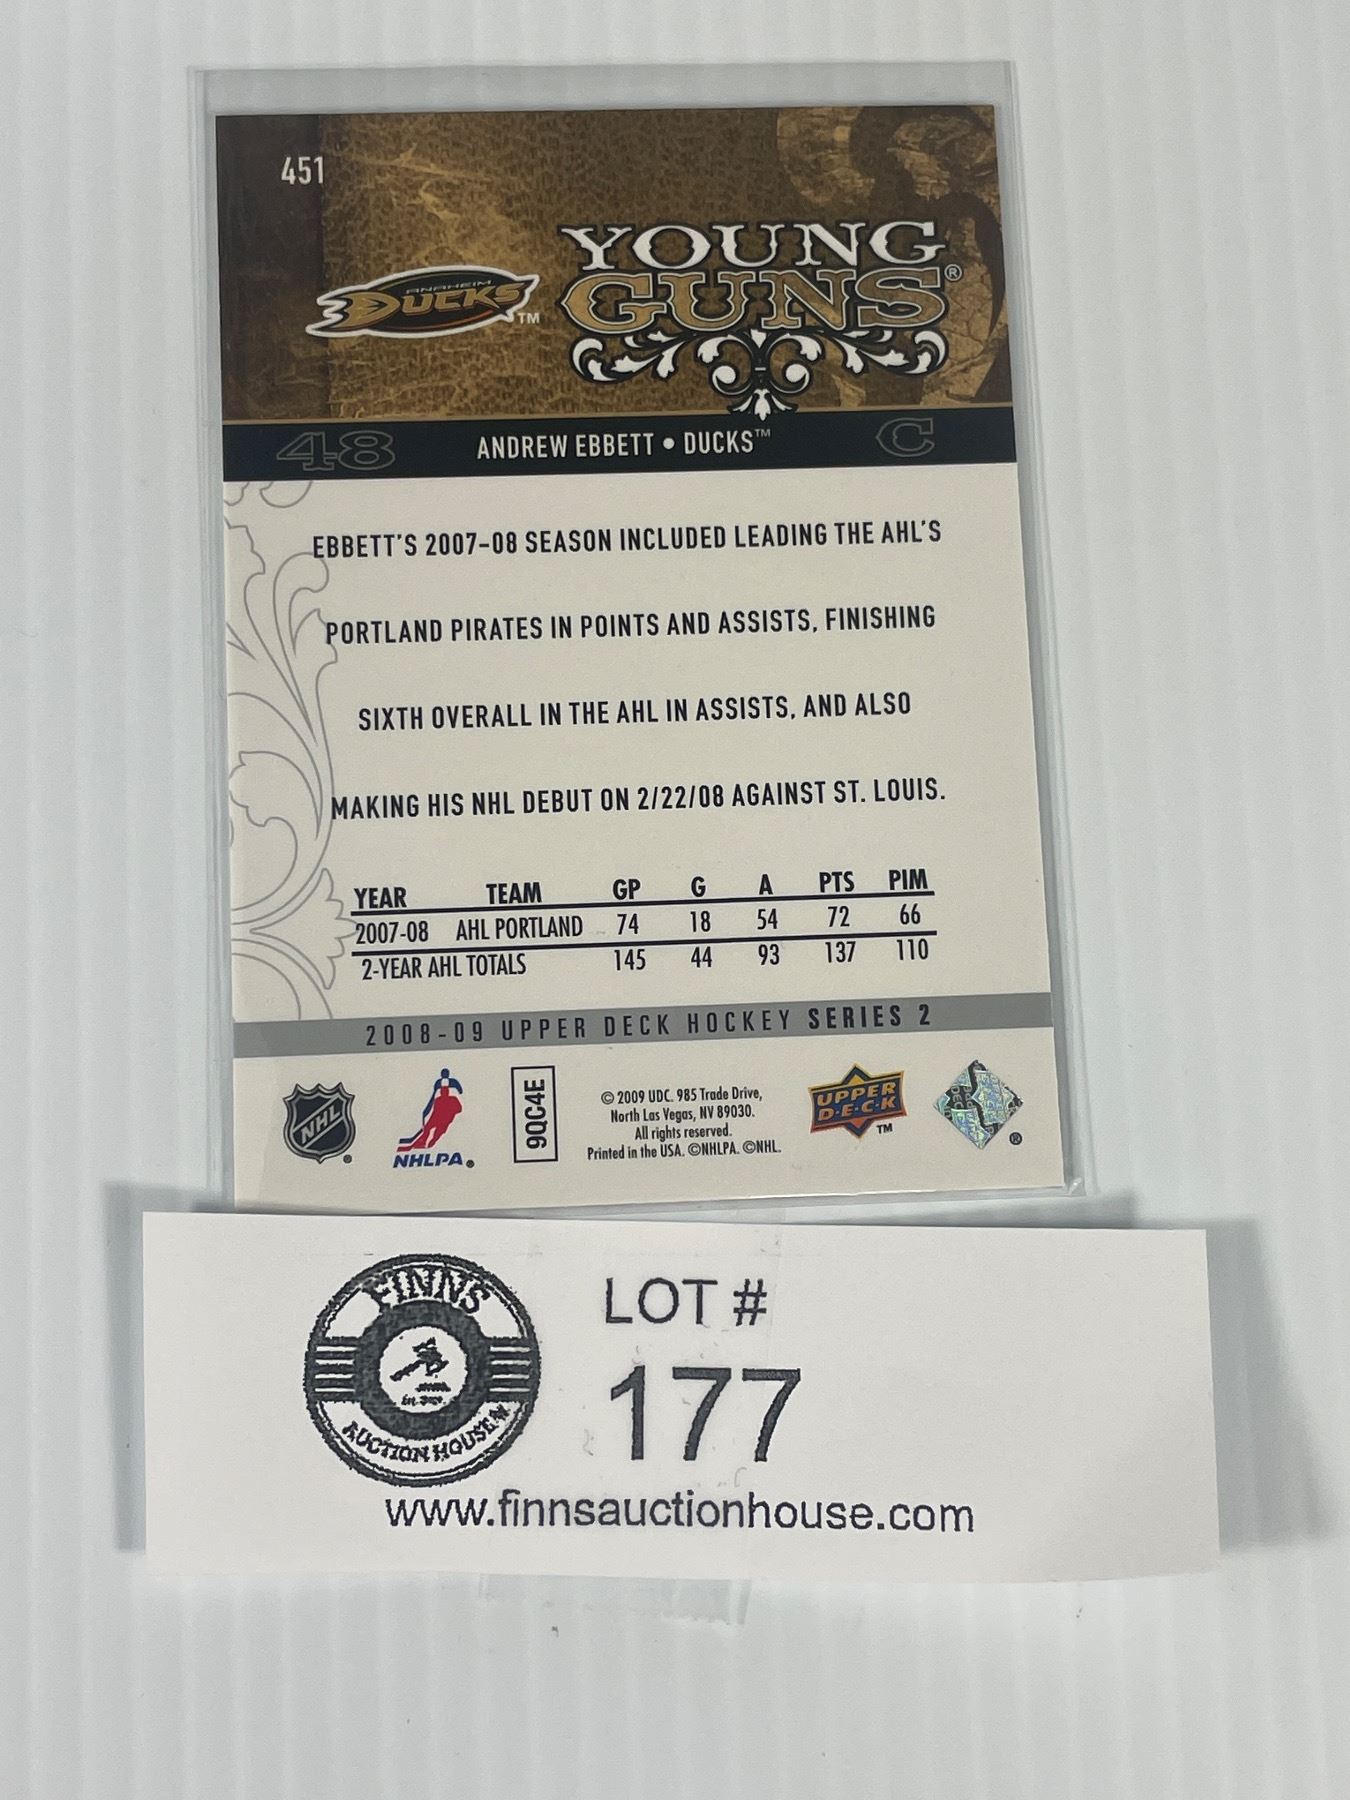 451
YOUNG
GUNS®
ANAHEIM
DUCKS™
48 ANDREW EBBETT • DUCKS™ C
EBBETT'S 2007-08 SEASON INCLUDED LEADING THE AHL'S
PORTLAND PIRATES IN POINTS AND ASSISTS, FINISHING
SIXTH OVERALL IN THE AHL IN ASSISTS, AND ALSO
MAKING HIS NHL DEBUT ON 2/22/08 AGAINST ST. LOUIS.
YEAR TEAM GP G A PTS PIM
2007-08 AHL PORTLAND 74 18 54 72 66
2-YEAR AHL TOTALS 145 44 93 137 110
2008-09 UPPER DECK HOCKEY SERIES 2
NHL®
NHLPA®
9QC4E
© 2009 UDC. 985 Trade Drive,
North Las Vegas, NV 89030.
All rights reserved.
Printed in the USA. ©NHLPA. ©NHL.
UPPER
D·E·C·K™
®
FINNS
AUCTION HOUSE
LOT #
177
www.finnsauctionhouse.com